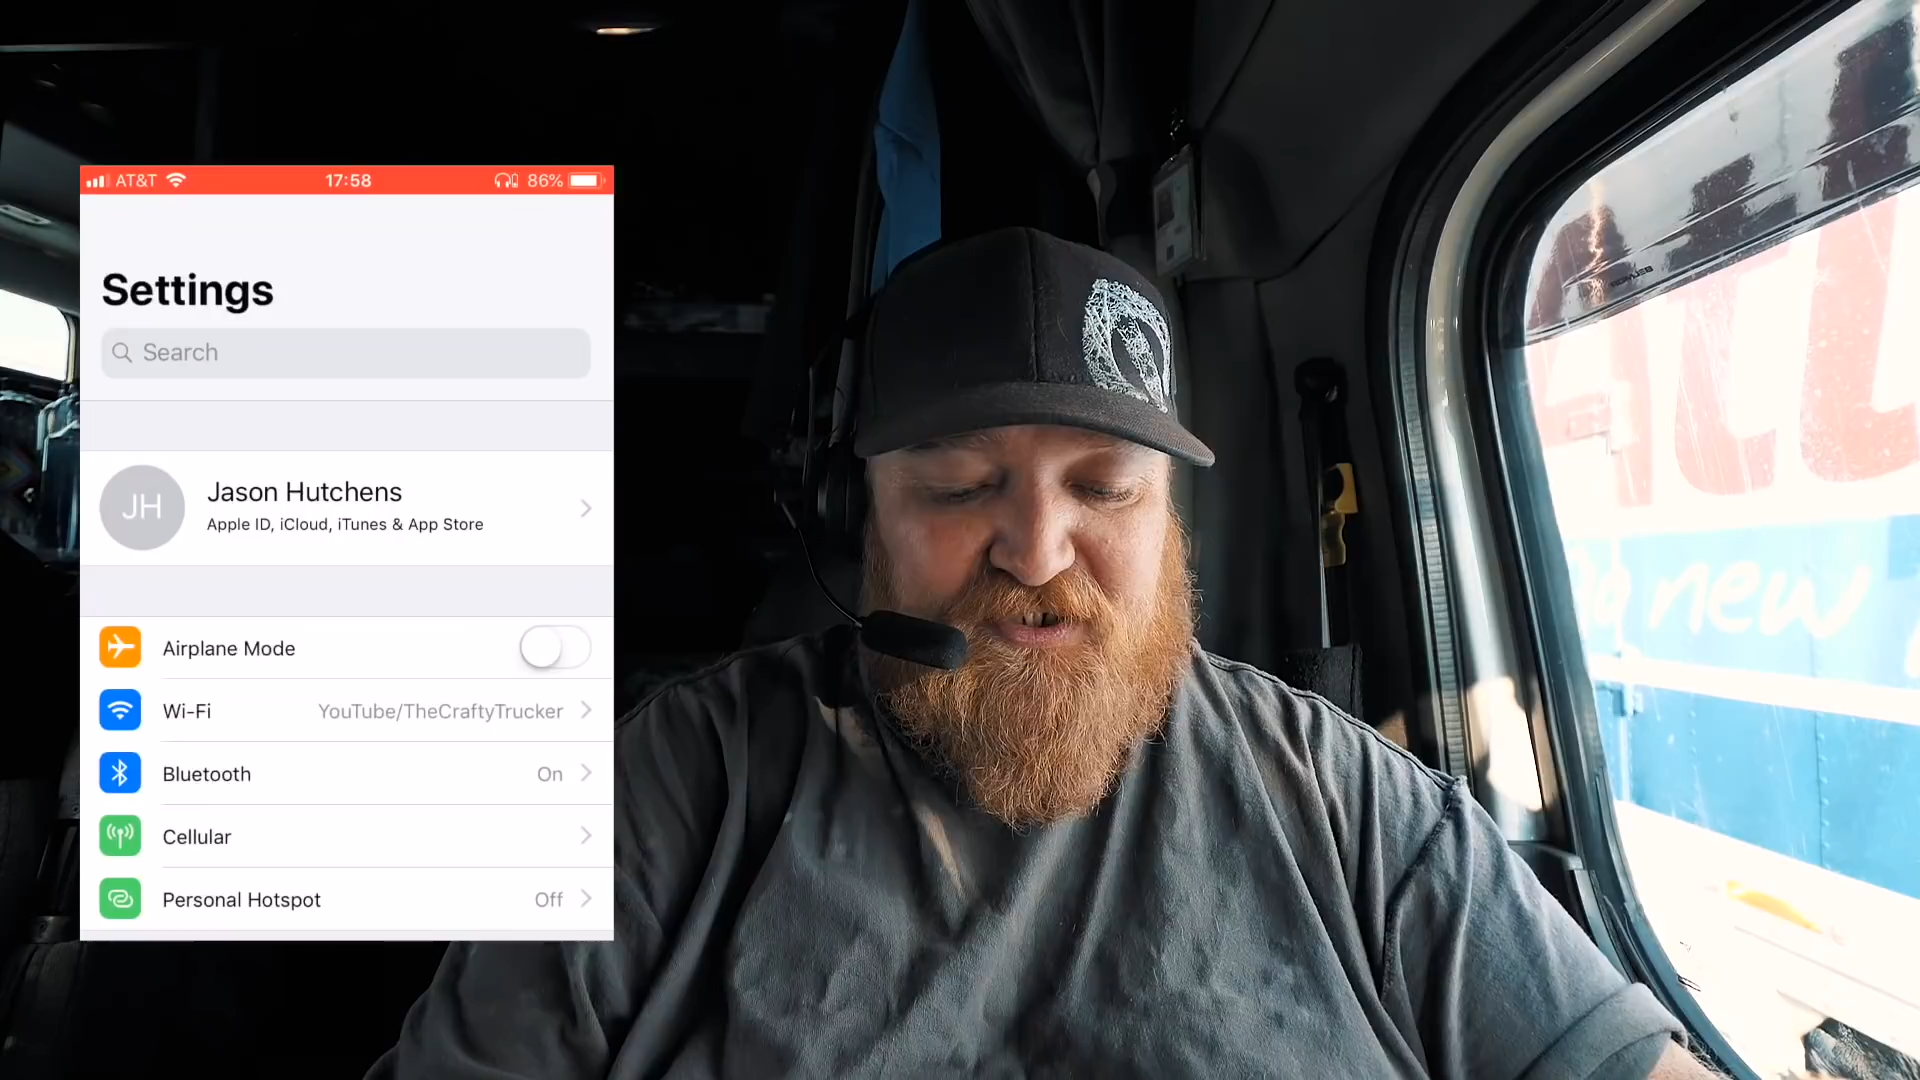 AT&T 17:58 86%
Settings
Search
JH
Jason Hutchens
Apple ID, iCloud, iTunes & App Store
Airplane Mode
Wi-Fi YouTube/TheCraftyTrucker
Bluetooth On
Cellular
Personal Hotspot Off
new